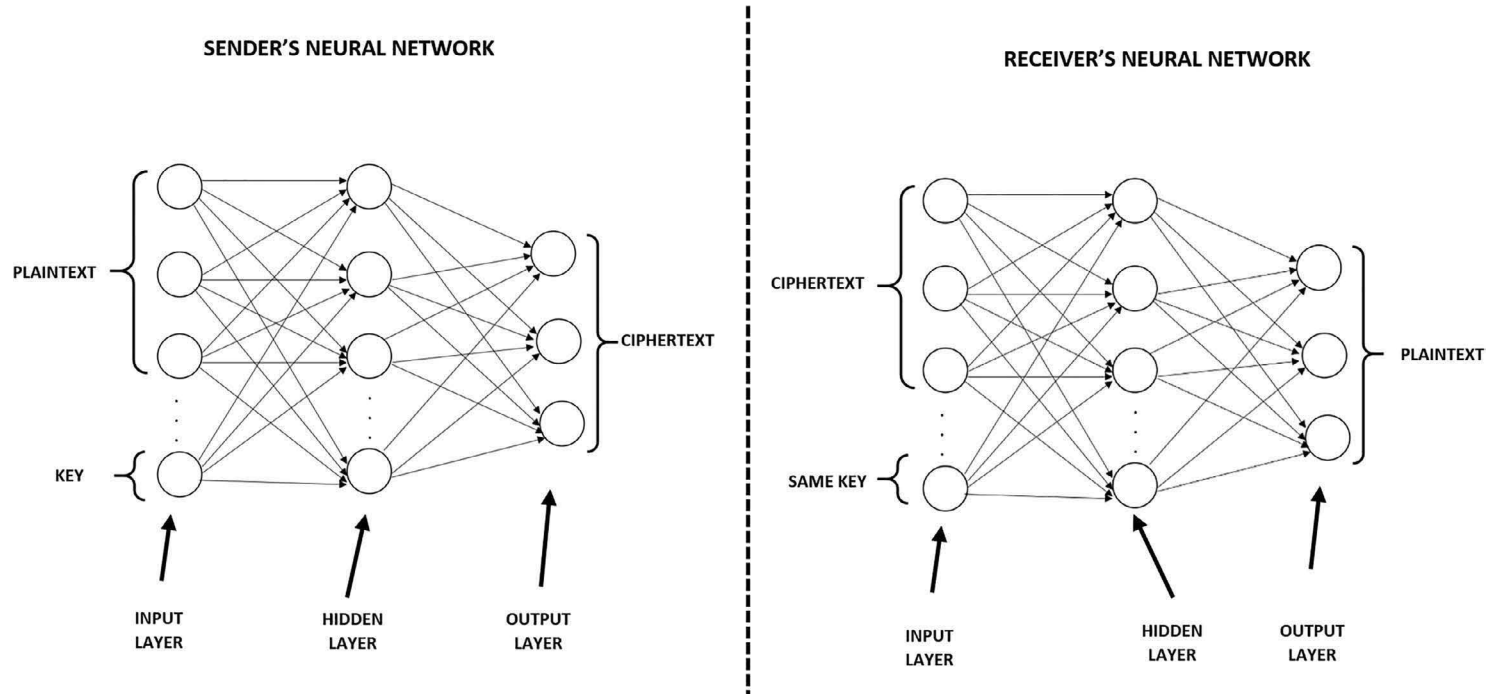 SENDER’S NEURAL NETWORK
PLAINTEXT
KEY
CIPHERTEXT
INPUT
LAYER
HIDDEN
LAYER
OUTPUT
LAYER
RECEIVER’S NEURAL NETWORK
CIPHERTEXT
SAME KEY
PLAINTEXT
INPUT
LAYER
HIDDEN
LAYER
OUTPUT
LAYER